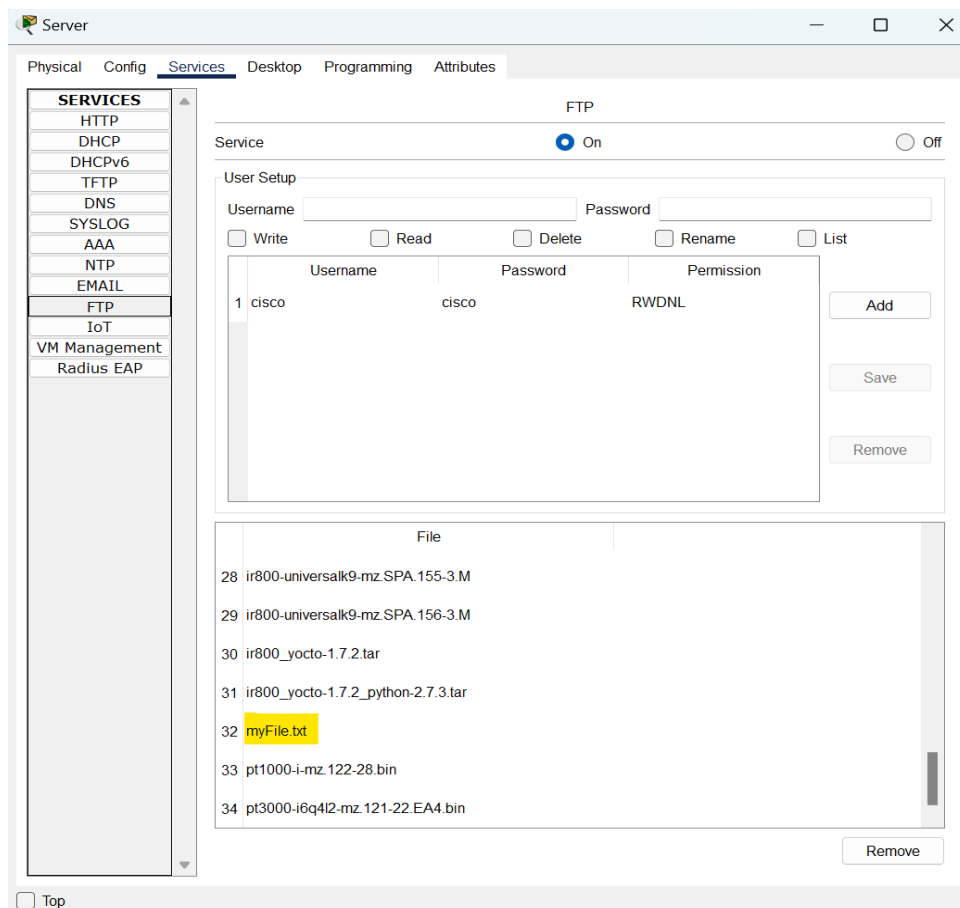 Server
Physical Config Services Desktop Programming Attributes
SERVICES
HTTP
DHCP
DHCPv6
TFTP
DNS
SYSLOG
AAA
NTP
EMAIL
FTP
IoT
VM Management
Radius EAP
FTP
Service On Off
User Setup
Username Password
Write Read Delete Rename List
Username Password Permission
1 cisco cisco RWDNL
Add
Save
Remove
File
28 ir800-universalk9-mz.SPA.155-3.M
29 ir800-universalk9-mz.SPA.156-3.M
30 ir800_yocto-1.7.2.tar
31 ir800_yocto-1.7.2_python-2.7.3.tar
32 myFile.txt
33 pt1000-i-mz.122-28.bin
34 pt3000-i6q4l2-mz.121-22.EA4.bin
Remove
Top